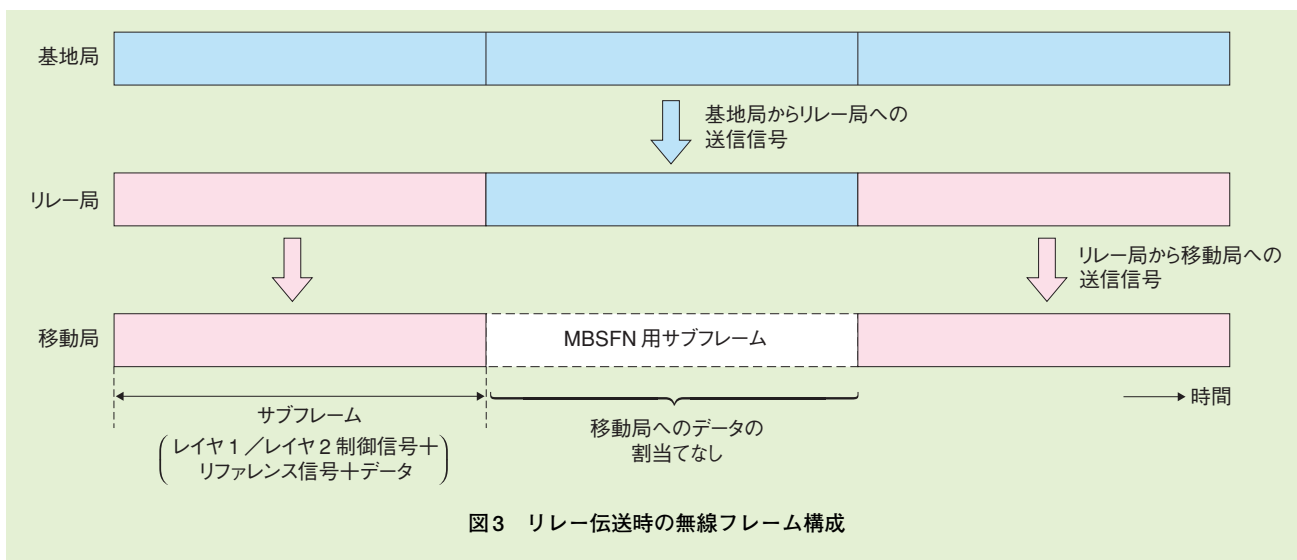 基地局
基地局からリレー局への
送信信号
リレー局
リレー局から移動局への
送信信号
移動局
MBSFN用サブフレーム
時間
サブフレーム
(レイヤ1/レイヤ2制御信号+
リファレンス信号+データ)
移動局へのデータの
割当てなし
図3 リレー伝送時の無線フレーム構成